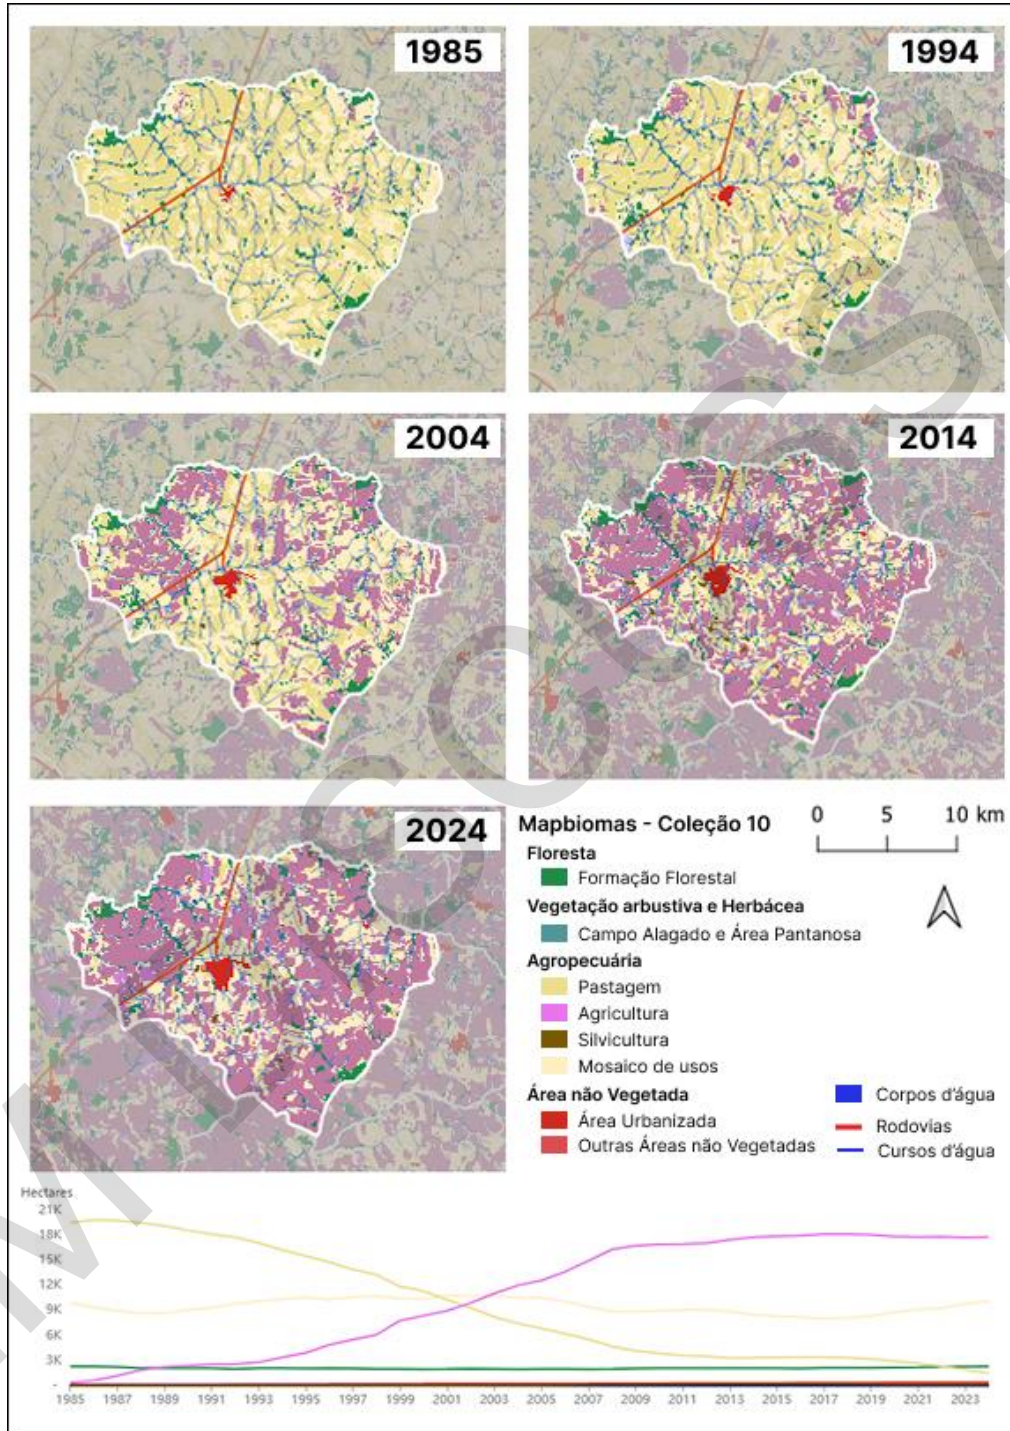 1985
1994
2004
2014
2024
Mapbiomas - Coleção 10
0 5 10 km
Floresta
Formação Florestal
Vegetação arbustiva e Herbácea
Campo Alagado e Área Pantanosa
Agropecuária
Pastagem
Agricultura
Silvicultura
Mosaico de usos
Área não Vegetada
Área Urbanizada
Outras Áreas não Vegetadas
Corpos d'água
Rodovias
Cursos d'água
Hectares
21K
18K
15K
12K
9K
6K
3K
-
1985 1987 1989 1991 1993 1995 1997 1999 2001 2003 2005 2007 2009 2011 2013 2015 2017 2019 2021 2023